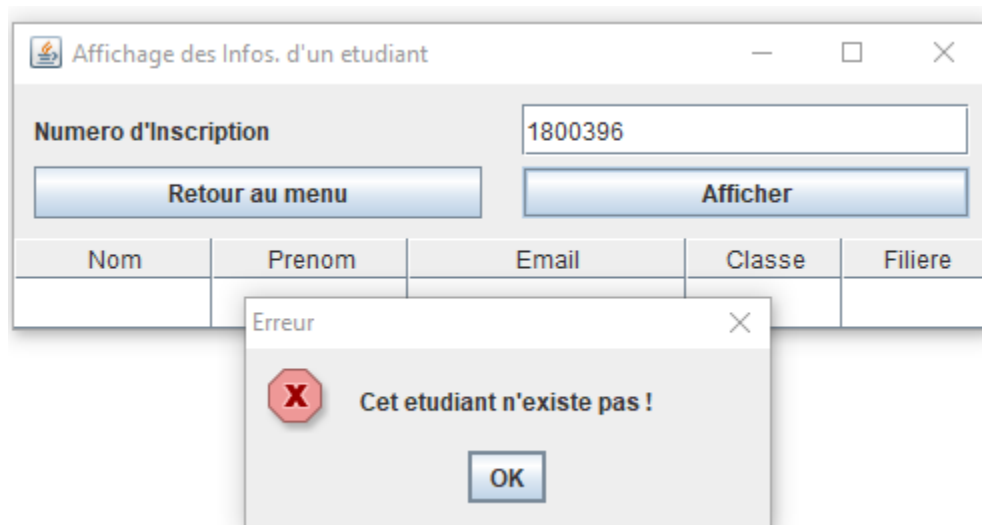 Affichage des Infos. d'un etudiant
Numero d'Inscription 1800396
Retour au menu Afficher
Nom Prenom Email Classe Filiere
Erreur
Cet etudiant n'existe pas !
OK